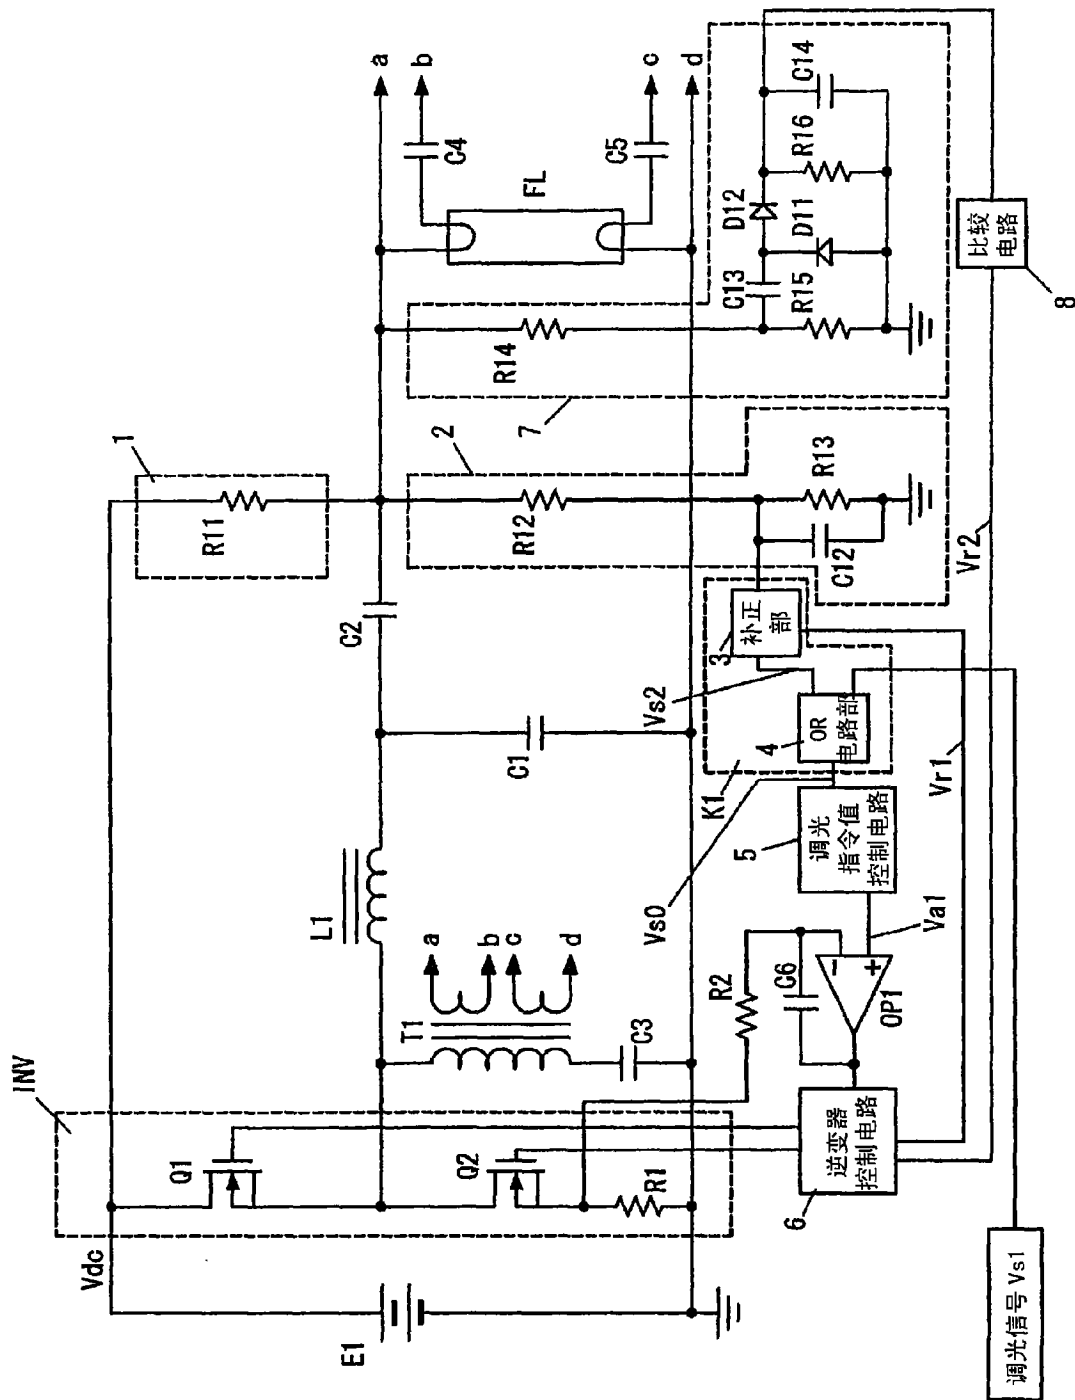 INV
Vdc
E1
Q1
Q2
R1
T1
a
b
c
d
C3
L1
C1
C2
1
R11
2
R12
R13
C12
7
R14
R15
C13
D11
D12
R16
C14
FL
C4
C5
a
b
c
d
3
补正
部
K1
4
OR
电路部
Vs2
Vs0
5
调光
指令值
控制电路
Va1
OP1
−
+
C6
R2
6
逆变器
控制电路
Vr1
Vr2
比较
电路
8
调光信号 Vs1